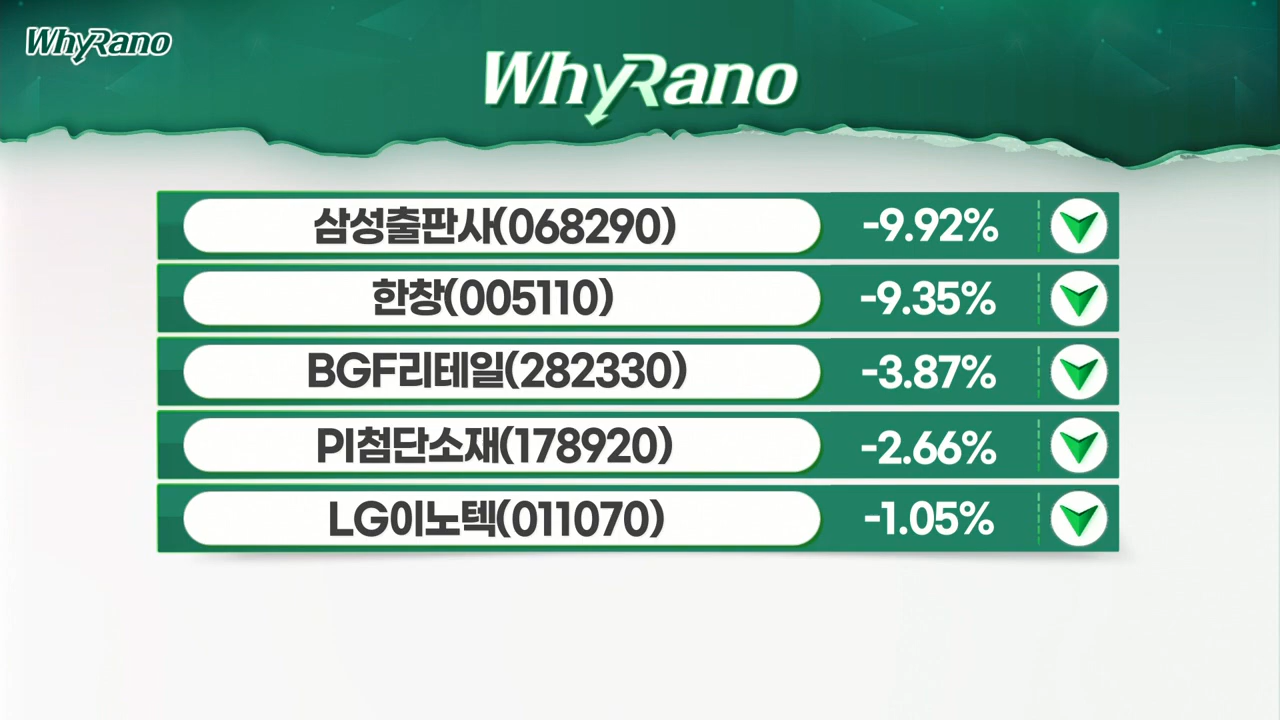 WhyRano
WhyRano
삼성출판사(068290) -9.92%
한창(005110) -9.35%
BGF리테일(282330) -3.87%
PI첨단소재(178920) -2.66%
LG이노텍(011070) -1.05%